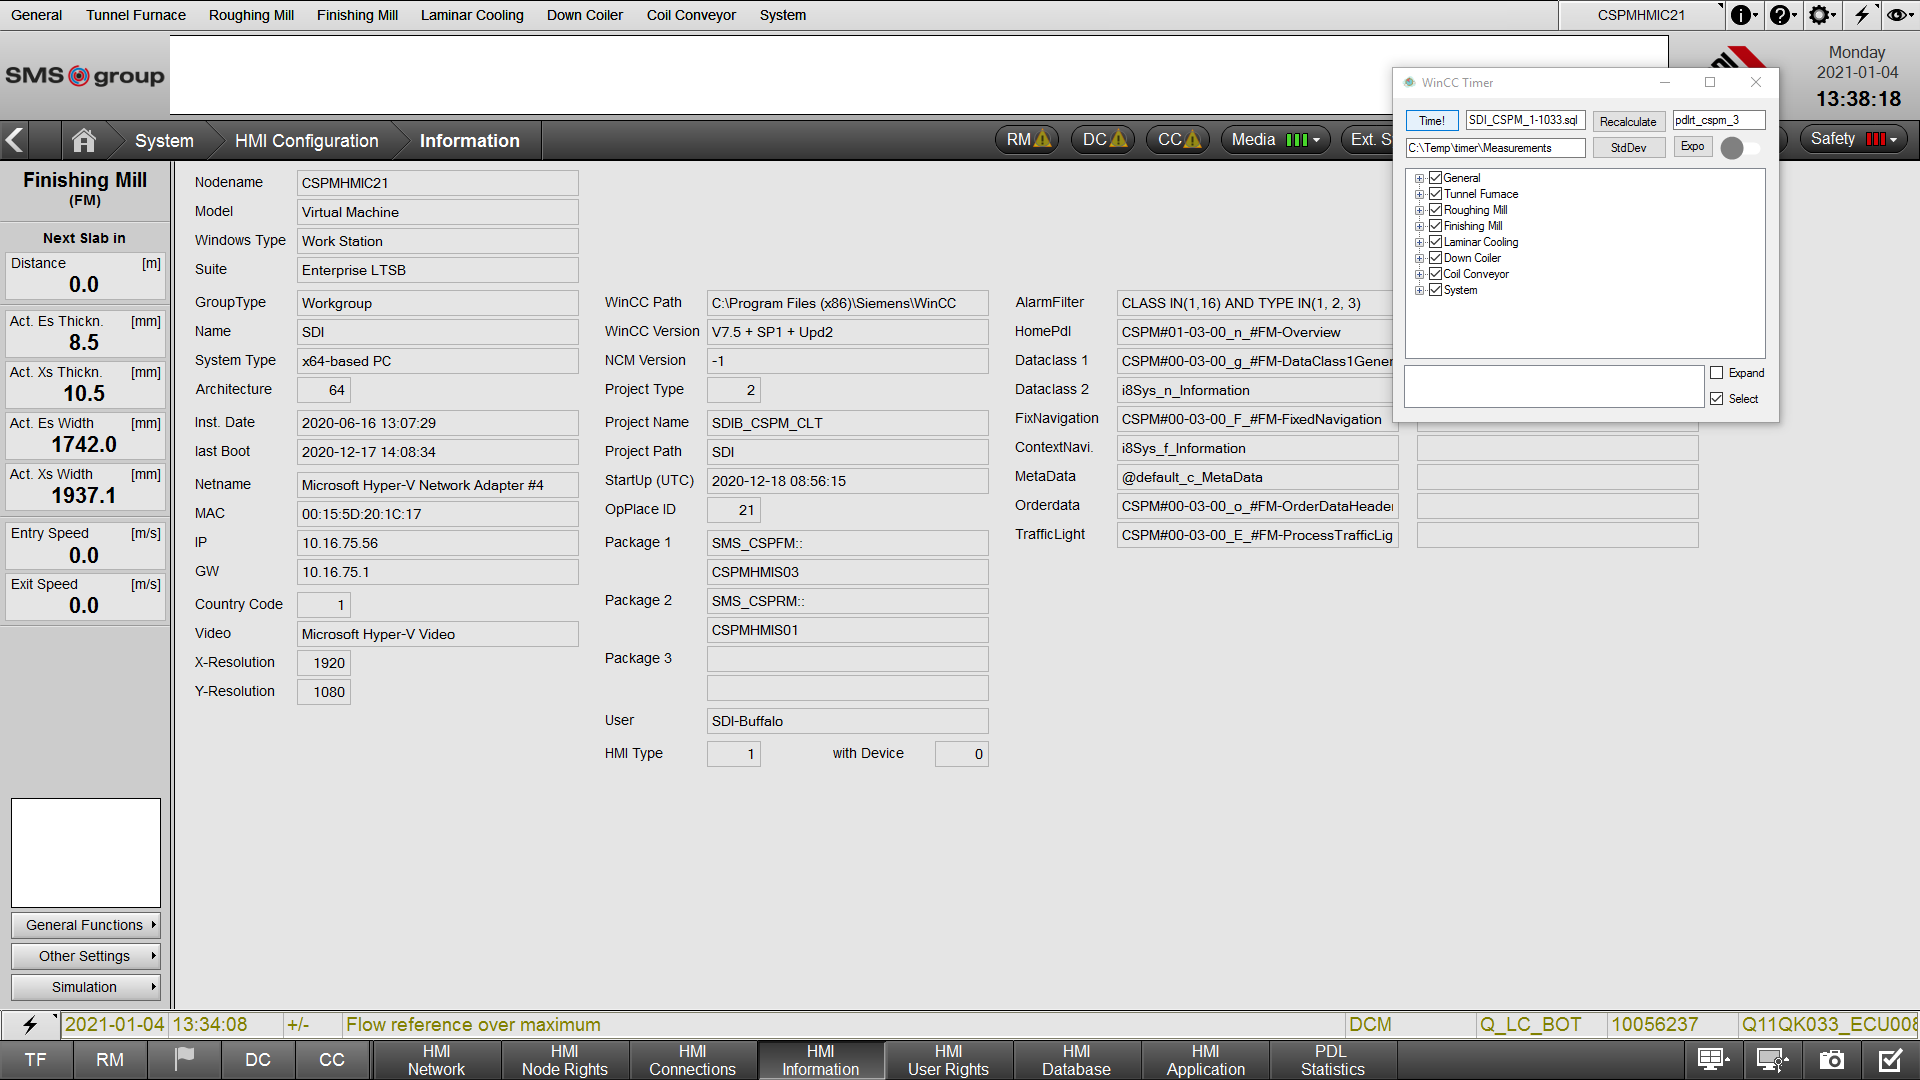 General Tunnel Furnace Roughing Mill Finishing Mill Laminar Cooling Down Coiler Coil Conveyor System CSPMHMIC21
SMS group
Monday
2021-01-04
13:38:18
System HMI Configuration Information RM DC CC Media Ext. S Safety
WinCC Timer
Time! SDI_CSPM_1-1033.sql Recalculate pdlrt_cspm_3
C:\Temp\timer\Measurements StdDev Expo
General
Tunnel Furnace
Roughing Mill
Finishing Mill
Laminar Cooling
Down Coiler
Coil Conveyor
System
Expand
Select
Finishing Mill
(FM)
Next Slab in
Distance [m]
0.0
Act. Es Thickn. [mm]
8.5
Act. Xs Thickn. [mm]
10.5
Act. Es Width [mm]
1742.0
Act. Xs Width [mm]
1937.1
Entry Speed [m/s]
0.0
Exit Speed [m/s]
0.0
General Functions
Other Settings
Simulation
Nodename CSPMHMIC21
Model Virtual Machine
Windows Type Work Station
Suite Enterprise LTSB
GroupType Workgroup
Name SDI
System Type x64-based PC
Architecture 64
Inst. Date 2020-06-16 13:07:29
last Boot 2020-12-17 14:08:34
Netname Microsoft Hyper-V Network Adapter #4
MAC 00:15:5D:20:1C:17
IP 10.16.75.56
GW 10.16.75.1
Country Code 1
Video Microsoft Hyper-V Video
X-Resolution 1920
Y-Resolution 1080
WinCC Path C:\Program Files (x86)\Siemens\WinCC
WinCC Version V7.5 + SP1 + Upd2
NCM Version -1
Project Type 2
Project Name SDIB_CSPM_CLT
Project Path SDI
StartUp (UTC) 2020-12-18 08:56:15
OpPlace ID 21
Package 1 SMS_CSPFM::
CSPMHMIS03
Package 2 SMS_CSPRM::
CSPMHMIS01
Package 3
User SDI-Buffalo
HMI Type 1 with Device 0
AlarmFilter CLASS IN(1,16) AND TYPE IN(1, 2, 3)
HomePdl CSPM#01-03-00_n_#FM-Overview
Dataclass 1 CSPM#00-03-00_g_#FM-DataClass1Gener
Dataclass 2 i8Sys_n_Information
FixNavigation CSPM#00-03-00_F_#FM-FixedNavigation
ContextNavi. i8Sys_f_Information
MetaData @default_c_MetaData
Orderdata CSPM#00-03-00_o_#FM-OrderDataHeader
TrafficLight CSPM#00-03-00_E_#FM-ProcessTrafficLig
2021-01-04 13:34:08 +/- Flow reference over maximum DCM Q_LC_BOT 10056237 Q11QK033_ECU008
TF RM DC CC
HMI Network
HMI Node Rights
HMI Connections
HMI Information
HMI User Rights
HMI Database
HMI Application
PDL Statistics